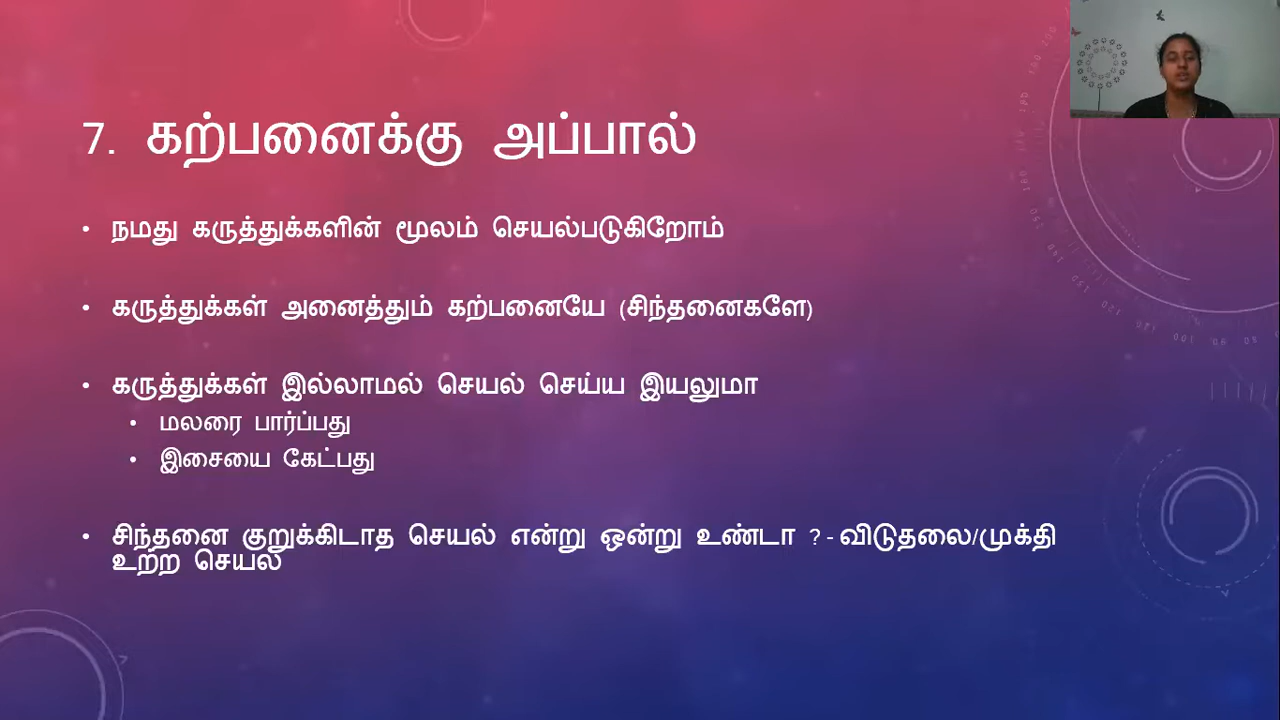 7. கற்பனைக்கு அப்பால்
• நமது கருத்துக்களின் மூலம் செயல்படுகிறோம்
• கருத்துக்கள் அனைத்தும் கற்பனையே (சிந்தனைகளே)
• கருத்துக்கள் இல்லாமல் செயல் செய்ய இயலுமா
• மலரை பார்ப்பது
• இசையை கேட்பது
• சிந்தனை குறுக்கிடாத செயல் என்று ஒன்று உண்டா ? - விடுதலை/முக்தி
உற்ற செயல்